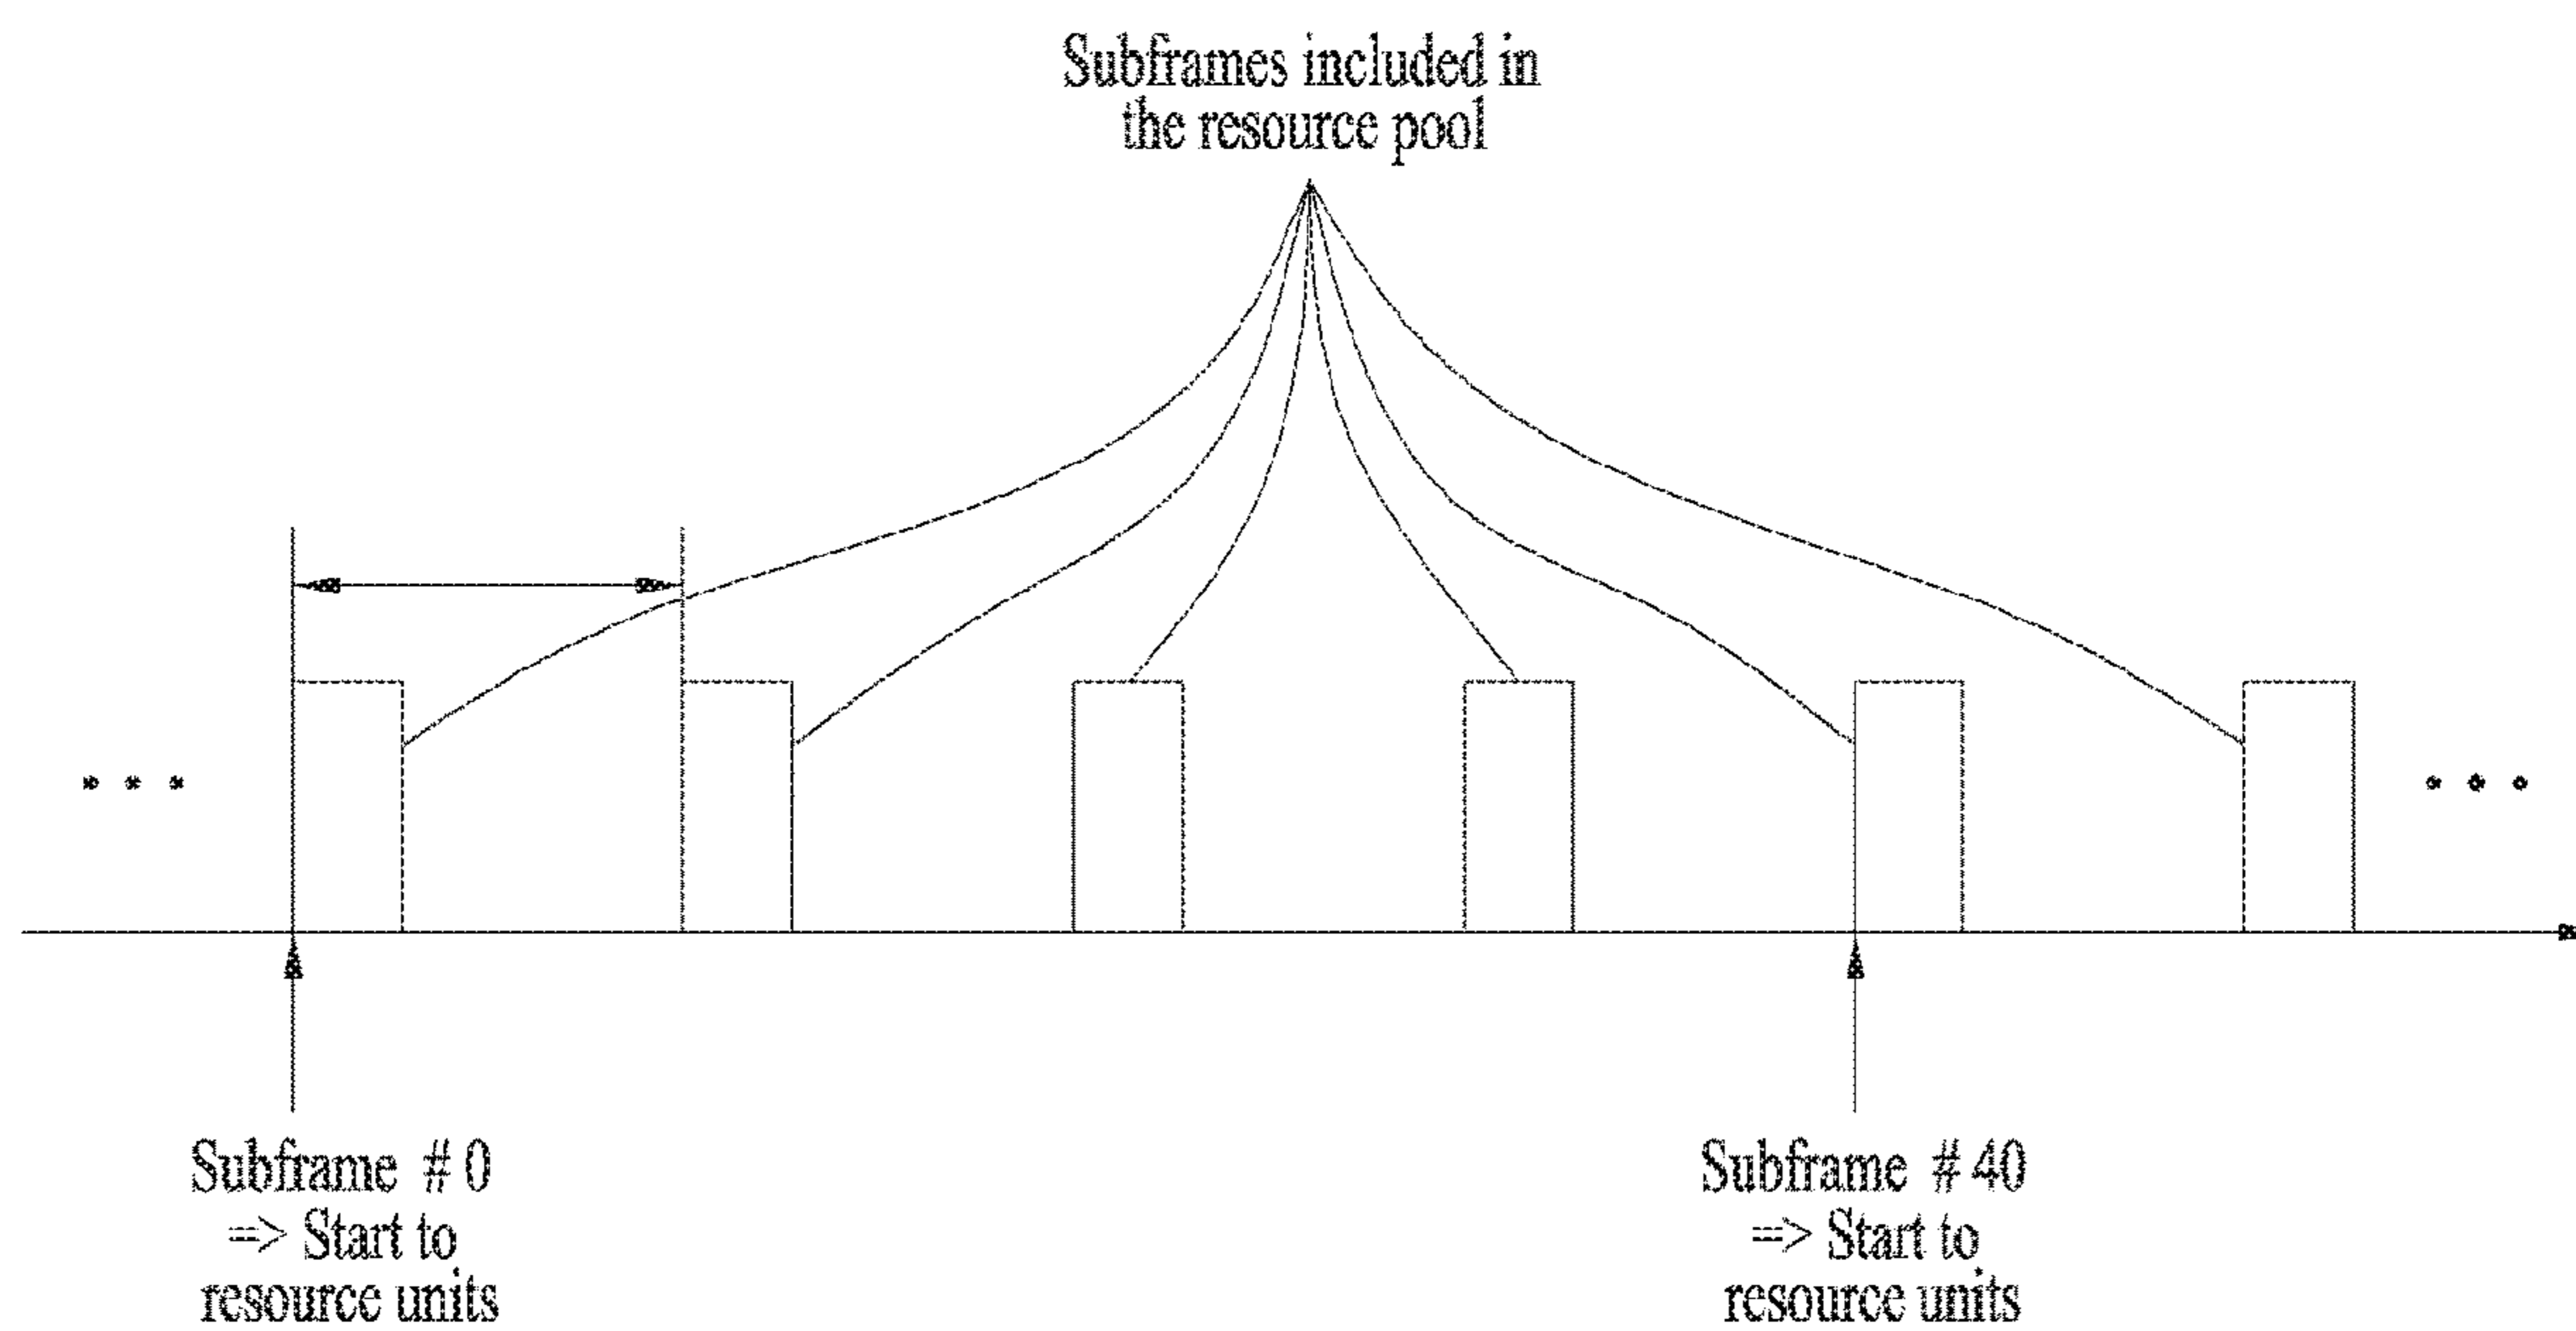 Subframes included in
the resource pool
Subframe # 0
=> Start to
resource units
Subframe # 40
=> Start to
resource units